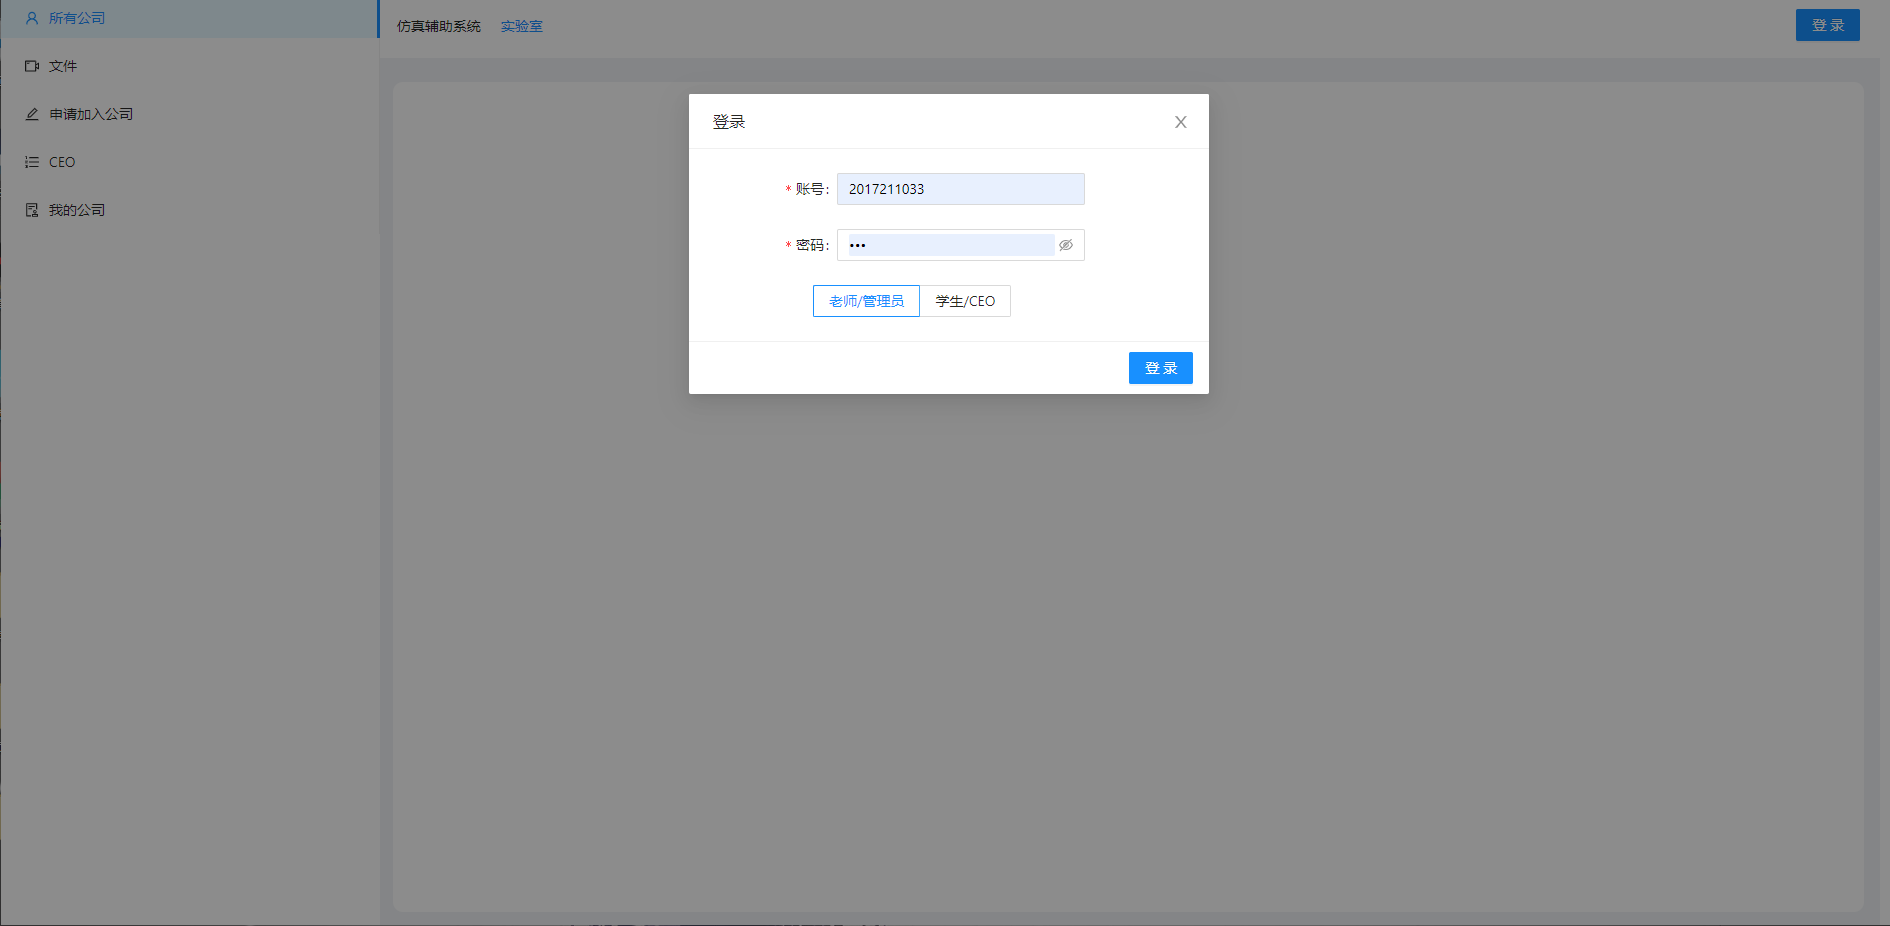 所有公司
文件
申请加入公司
CEO
我的公司
仿真辅助系统 实验室
登 录
登录
* 账号: 2017211033
* 密码: •••
老师/管理员 学生/CEO
登 录